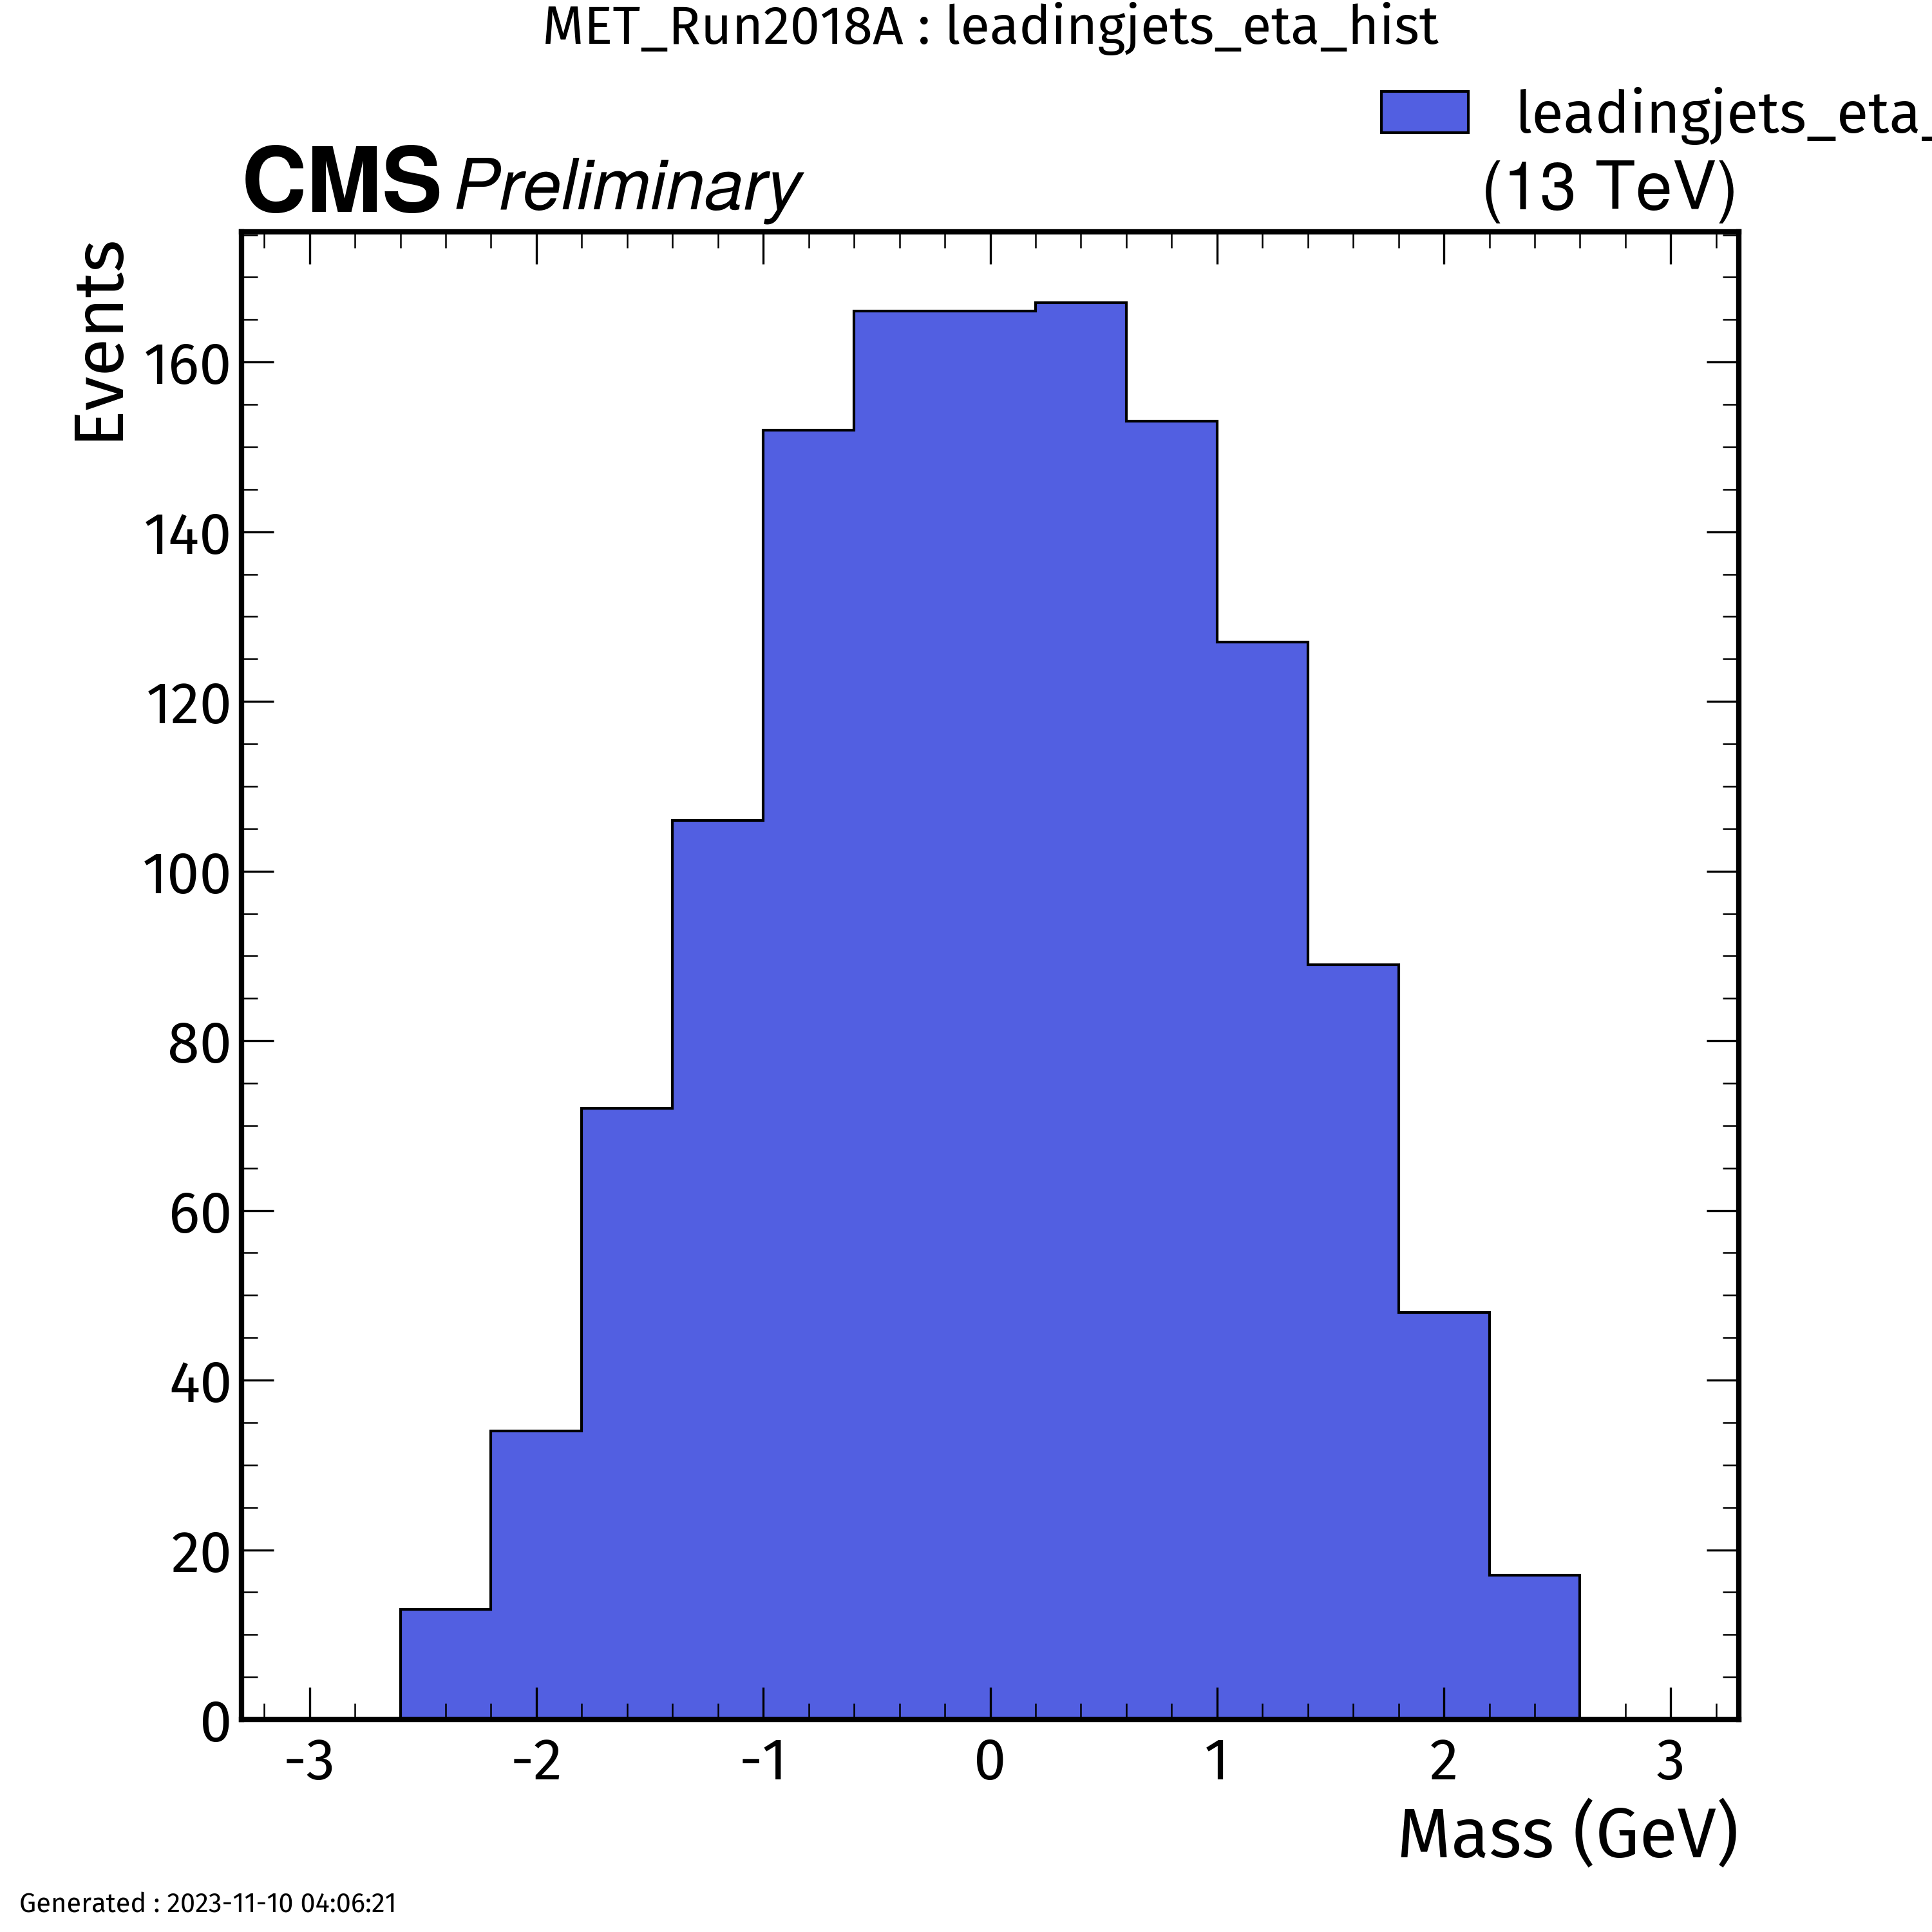 MET_Run2018A : leadingjets_eta_hist
leadingjets_eta_
CMS Preliminary
(13 TeV)
Events
160
140
120
100
80
60
40
20
0
-3 -2 -1 0 1 2 3
Mass (GeV)
Generated : 2023-11-10 04:06:21